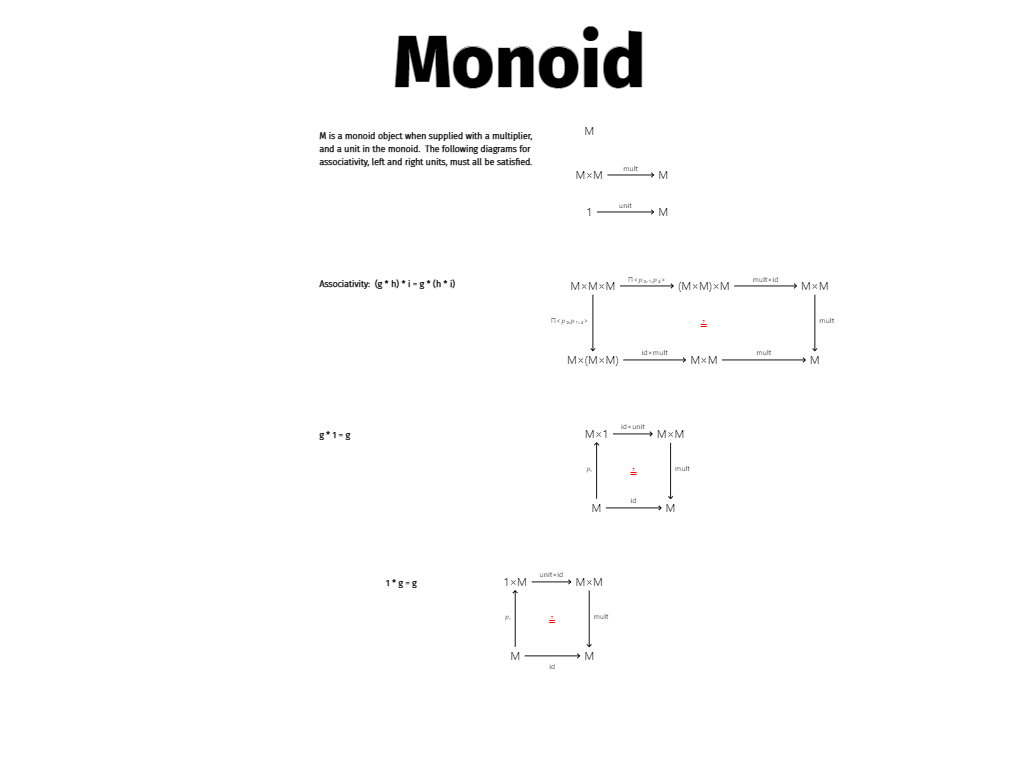 Monoid
M is a monoid object when supplied with a multiplier,
and a unit in the monoid. The following diagrams for
associativity, left and right units, must all be satisfied.
M
mult
M×M M
unit
1 M
Associativity: (g * h) * i = g * (h * i)
mult×id
M×M×M (M×M)×M M×M
≐ mult
id×mult mult
M×(M×M) M×M M
g * 1 = g
id×unit
M×1 M×M
≐ mult
id
M M
1 * g = g
unit×id
1×M M×M
≐ mult
M M
id